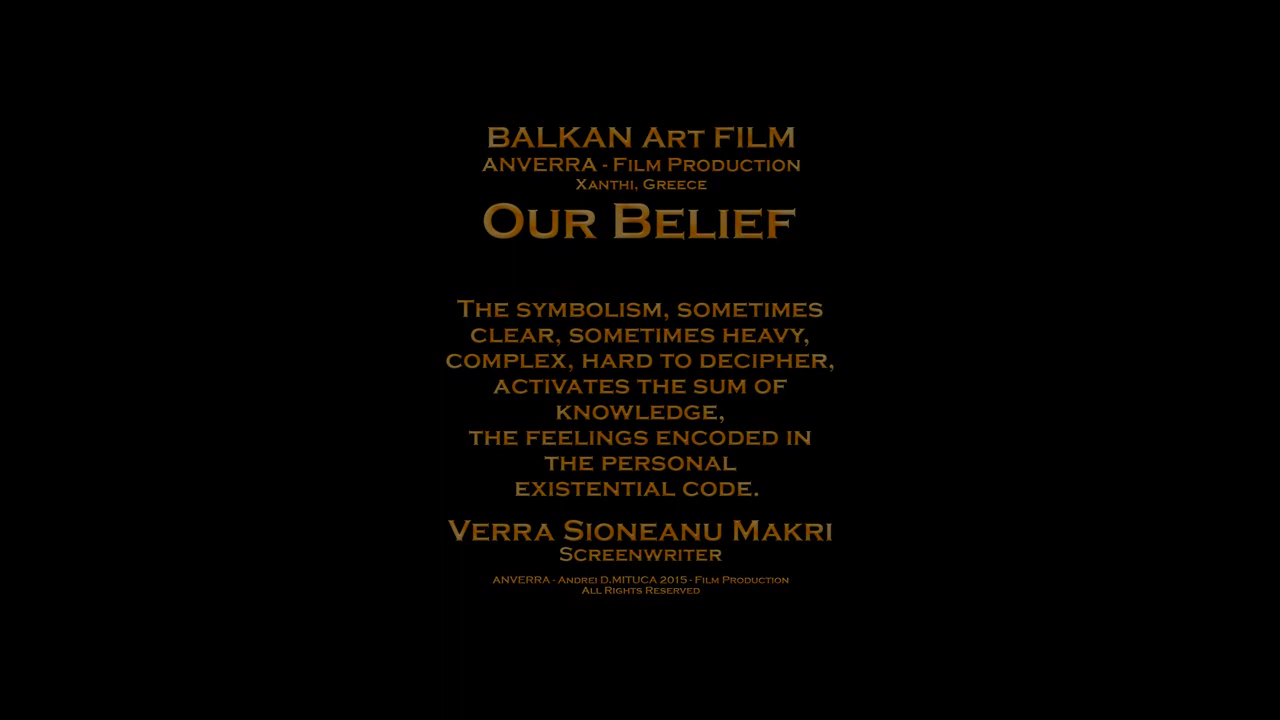 BALKAN Art FILM
ANVERRA - Film Production
Xanthi, Greece
Our Belief
The symbolism, sometimes
clear, sometimes heavy,
complex, hard to decipher,
activates the sum of
knowledge,
the feelings encoded in
the personal
existential code.
Verra Sioneanu Makri
Screenwriter
ANVERRA - Andrei D.MITUCA 2015 - Film Production
All Rights Reserved